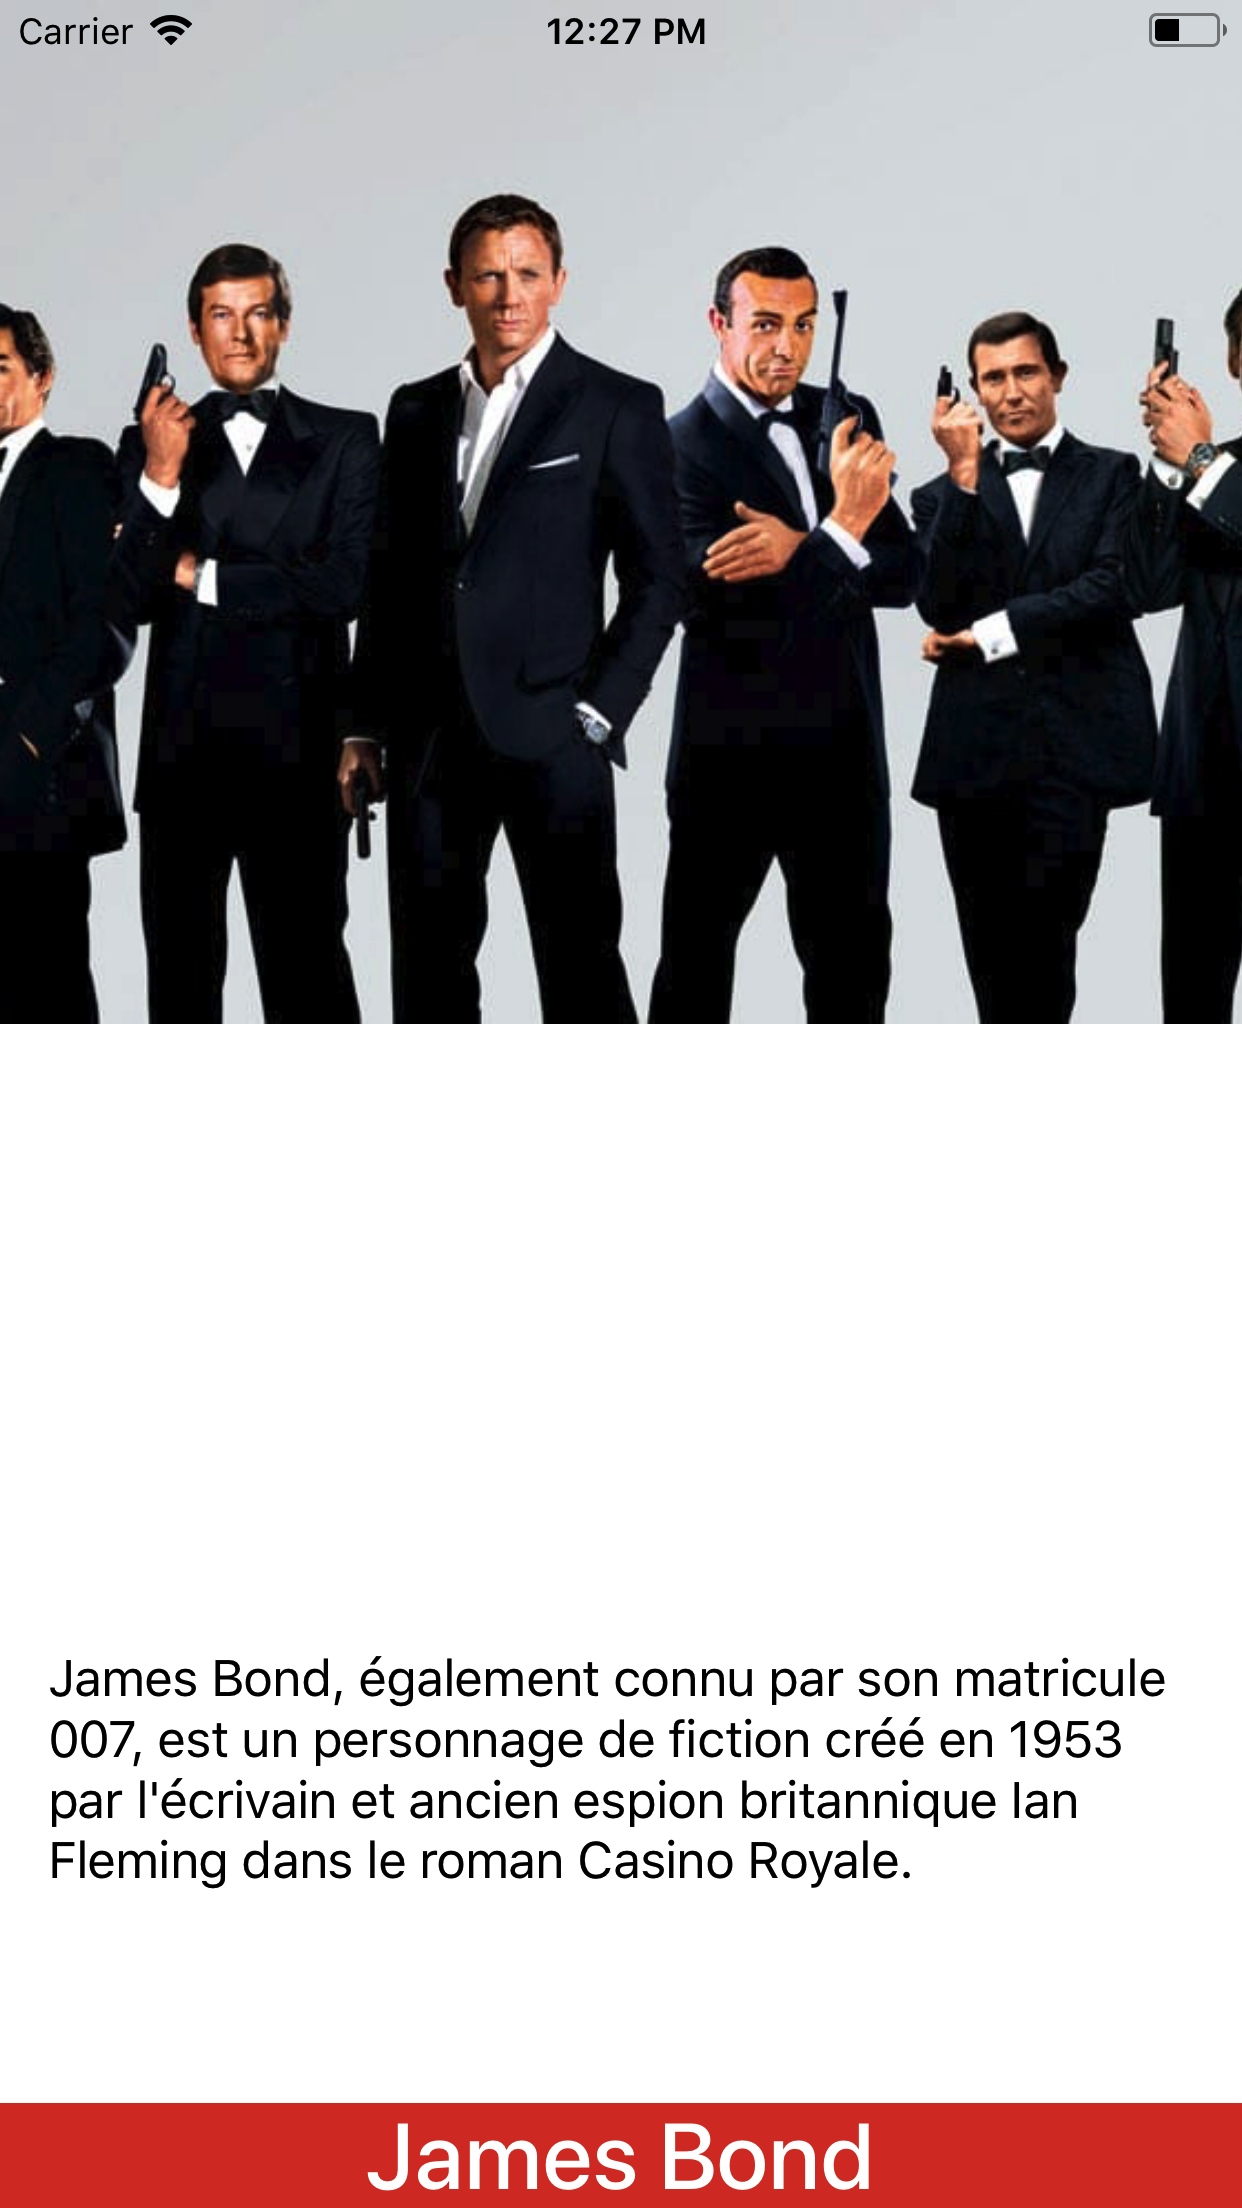 Carrier 12:27 PM
James Bond, également connu par son matricule
007, est un personnage de fiction créé en 1953
par l'écrivain et ancien espion britannique Ian
Fleming dans le roman Casino Royale.
James Bond